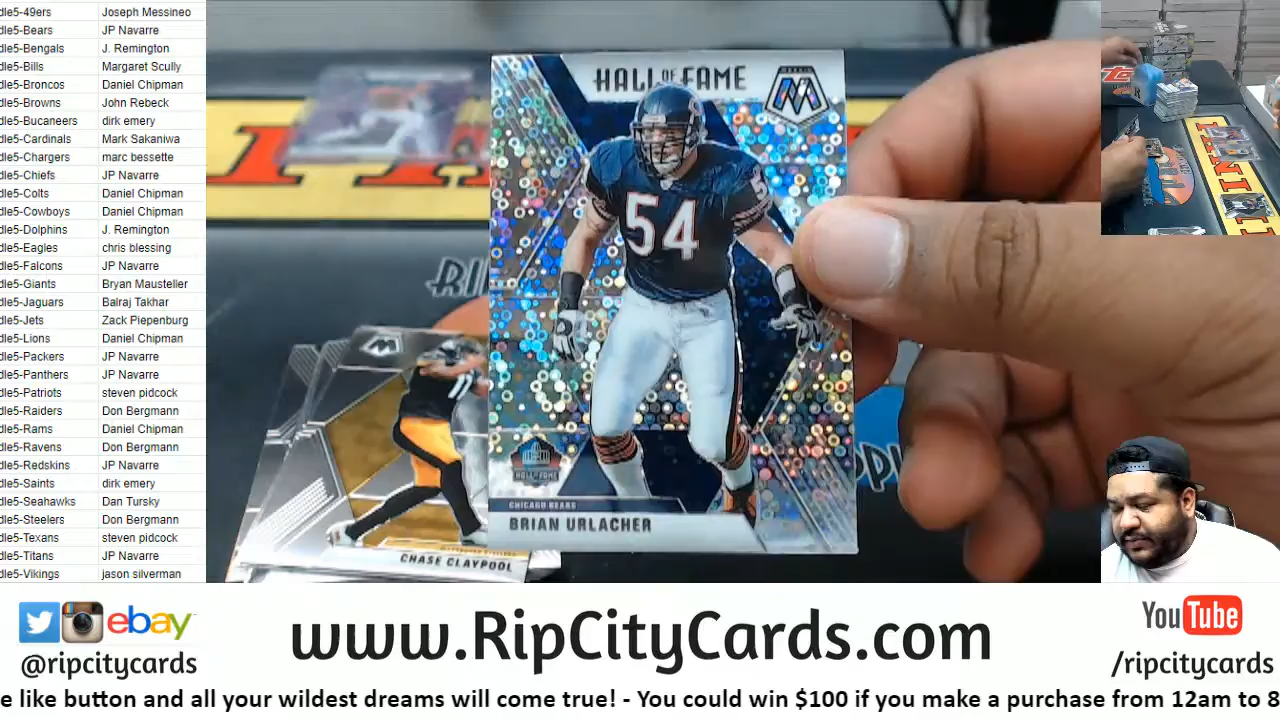 dle5-49ers Joseph Messineo
dle5-Bears JP Navarre
dle5-Bengals J. Remington
dle5-Bills Margaret Scully
dle5-Broncos Daniel Chipman
dle5-Browns John Rebeck
dle5-Bucaneers dirk emery
dle5-Cardinals Mark Sakaniwa
dle5-Chargers marc bessette
dle5-Chiefs JP Navarre
dle5-Colts Daniel Chipman
dle5-Cowboys Daniel Chipman
dle5-Dolphins J. Remington
dle5-Eagles chris blessing
dle5-Falcons JP Navarre
dle5-Giants Bryan Mausteller
dle5-Jaguars Balraj Takhar
dle5-Jets Zack Piepenburg
dle5-Lions Daniel Chipman
dle5-Packers JP Navarre
dle5-Panthers JP Navarre
dle5-Patriots steven pidcock
dle5-Raiders Don Bergmann
dle5-Rams Daniel Chipman
dle5-Ravens Don Bergmann
dle5-Redskins JP Navarre
dle5-Saints dirk emery
dle5-Seahawks Dan Tursky
dle5-Steelers Don Bergmann
dle5-Texans steven pidcock
dle5-Titans JP Navarre
dle5-Vikings jason silverman
HALL OF FAME
M
54
54
HALL OF FAME
CHICAGO BEARS
BRIAN URLACHER
RI
11
CHASE CLAYPOOL
ebay
@ripcitycards
www.RipCityCards.com
YouTube
/ripcitycards
e like button and all your wildest dreams will come true! - You could win $100 if you make a purchase from 12am to 8